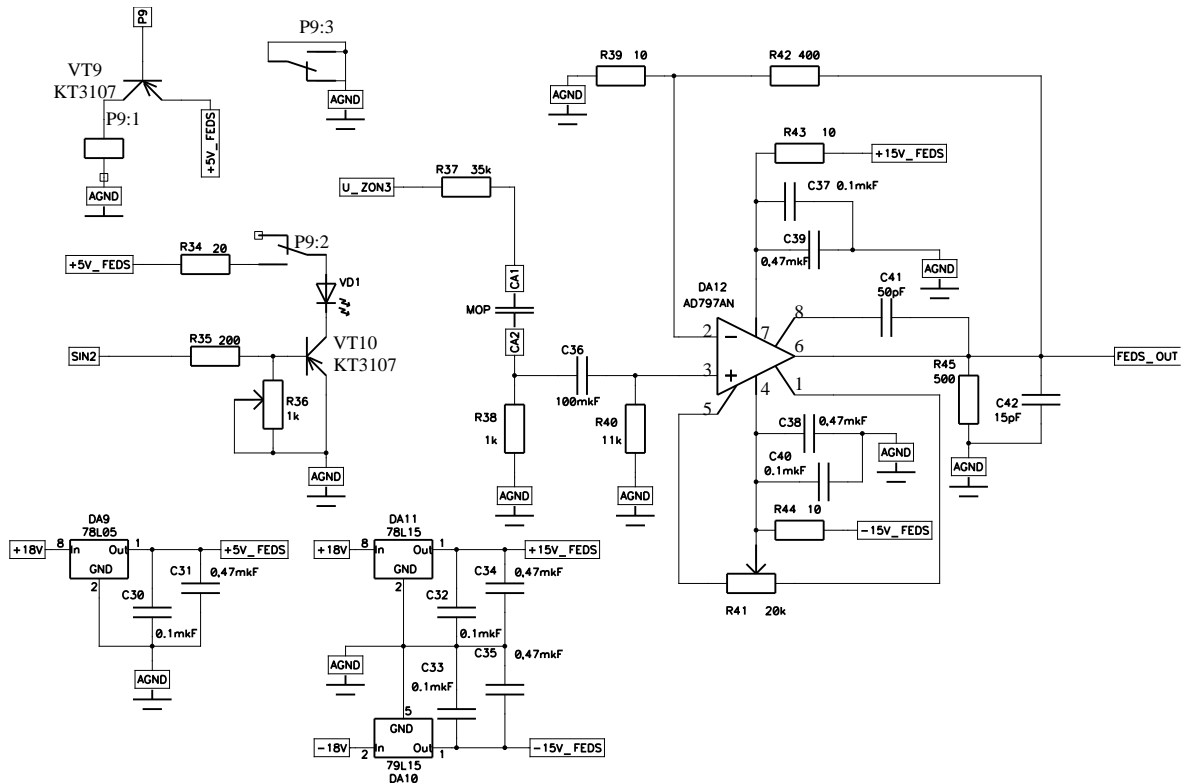 P9
VT9
KT3107
P9:1
+5V_FEDS
AGND
P9:3
AGND
R39 10
R42 400
AGND
R43 10
+15V_FEDS
C37 0.1mkF
C39
0,47mkF
AGND
R37 35k
U_ZON3
R34 20
P9:2
+5V_FEDS
VD1
CA1
MOP
CA2
R35 200
SIN2
VT10
KT3107
R36
1k
AGND
C36
100mkF
R38
1k
R40
11k
AGND
AGND
DA12
AD797AN
2
3
5
7
4
8
6
1
C41
50pF
R45
500
C42
15pF
FEDS_OUT
AGND
C38
0,47mkF
C40
0.1mkF
AGND
R44 10
-15V_FEDS
R41 20k
DA9
78L05
+18V
8
In
Out
GND
1
2
+5V_FEDS
C31
0,47mkF
C30
0.1mkF
AGND
DA11
78L15
+18V
8
In
Out
GND
1
2
+15V_FEDS
C34
0,47mkF
C32
0.1mkF
AGND
C33
0.1mkF
C35
0,47mkF
5
GND
-18V
2
In
Out
1
-15V_FEDS
79L15
DA10